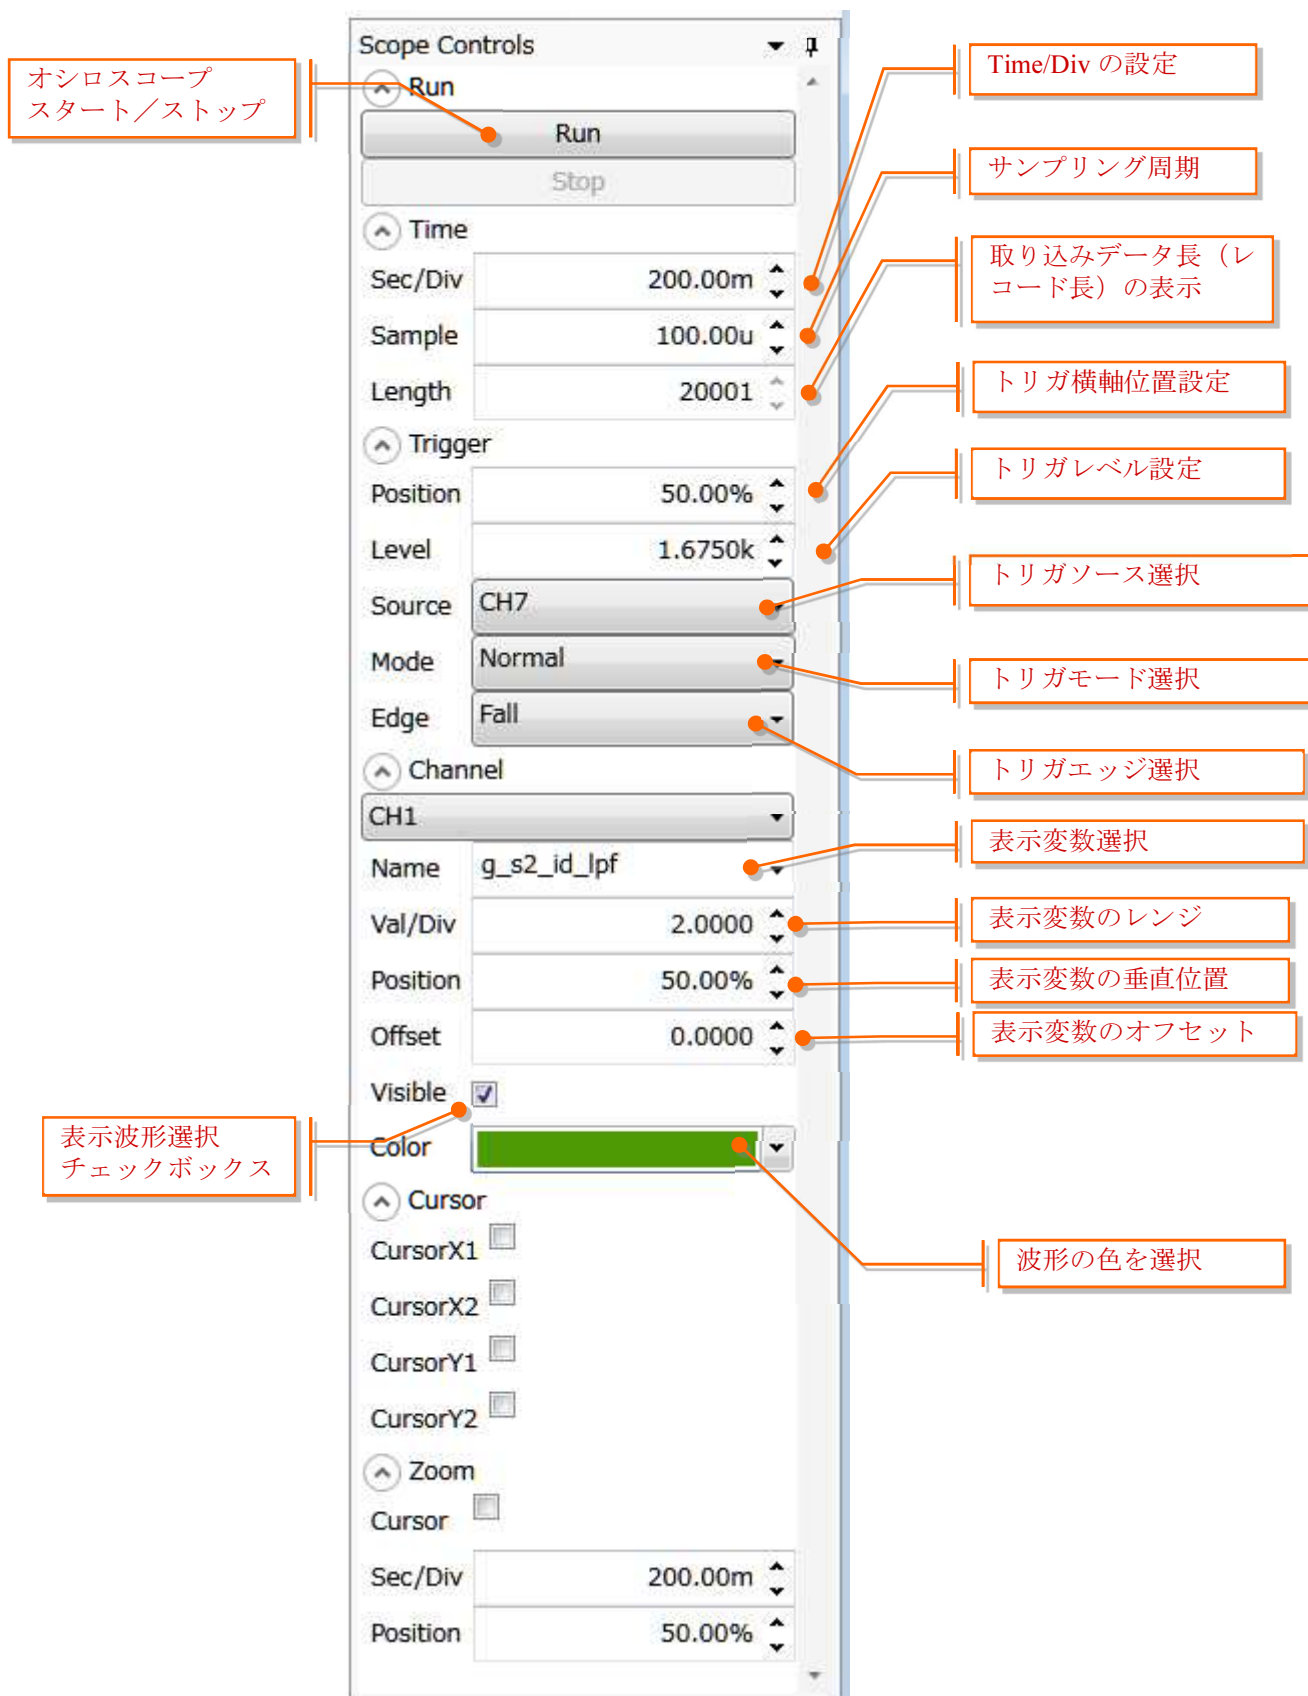 Scope Controls
オシロスコープ
スタート／ストップ
Run
Run
Stop
Time/Div の設定
Time
Sec/Div 200.00m
サンプリング周期
Sample 100.00u
取り込みデータ長（レ
コード長）の表示
Length 20001
Trigger
トリガ横軸位置設定
Position 50.00%
トリガレベル設定
Level 1.6750k
トリガソース選択
Source CH7
トリガモード選択
Mode Normal
トリガエッジ選択
Edge Fall
Channel
CH1
表示変数選択
Name g_s2_id_lpf
表示変数のレンジ
Val/Div 2.0000
表示変数の垂直位置
Position 50.00%
表示変数のオフセット
Offset 0.0000
Visible
表示波形選択
チェックボックス
Color
波形の色を選択
Cursor
CursorX1
CursorX2
CursorY1
CursorY2
Zoom
Cursor
Sec/Div 200.00m
Position 50.00%